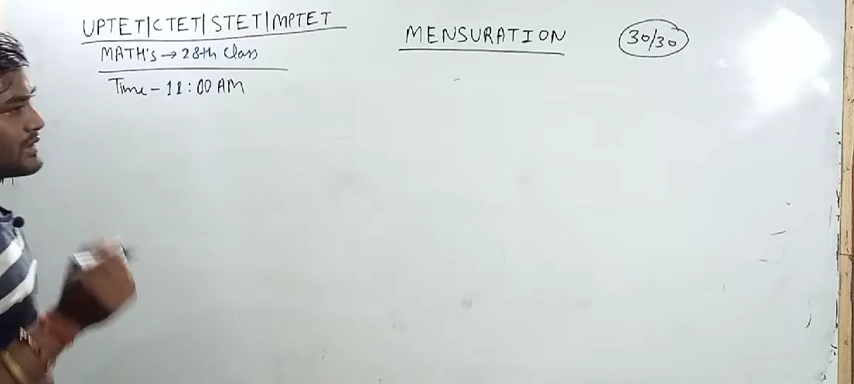 UPTET|CTET|STET|MPTET
MATH's → 28th Class
Time - 11:00 AM
MENSURATION
30/30